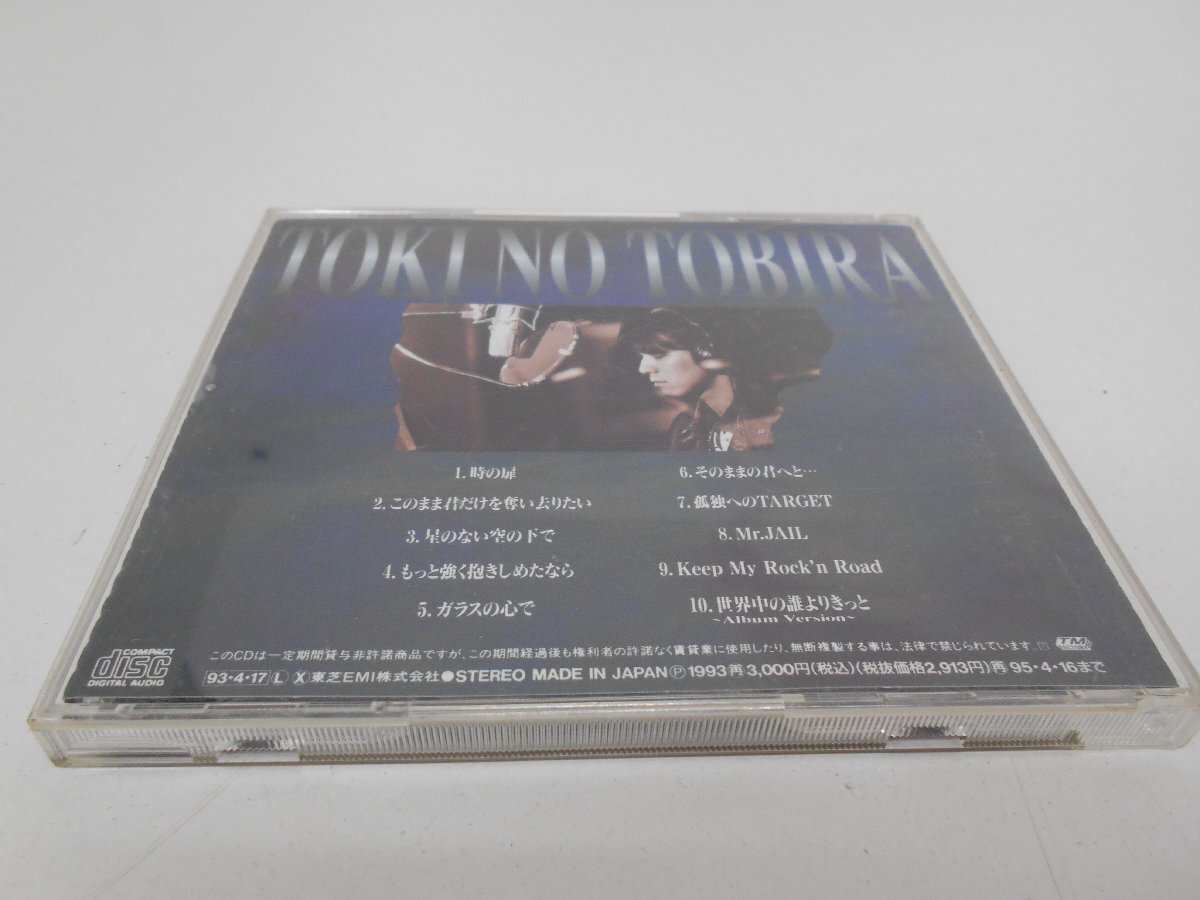 TOKI NO TOBIRA
1. 時の扉
2. このまま君だけを奪い去りたい
3. 星のない空の下で
4. もっと強く抱きしめたなら
5. ガラスの心で
6. そのままの君へと…
7. 孤独へのTARGET
8. Mr.JAIL
9. Keep My Rock'n Road
10. 世界中の誰よりきっと
~Album Version~
COMPACT
disc
DIGITAL AUDIO
このCDは一定期間貸与非許諾商品ですが、この期間経過後も権利者の許諾なく賃貸業に使用したり、無断複製する事は、法律で禁じられています。
TM
93・4・17 L X 東芝EMI株式会社 ●STEREO MADE IN JAPAN Ⓟ1993 再 3,000円(税込)(税抜価格2,913円)再 95・4・16まで